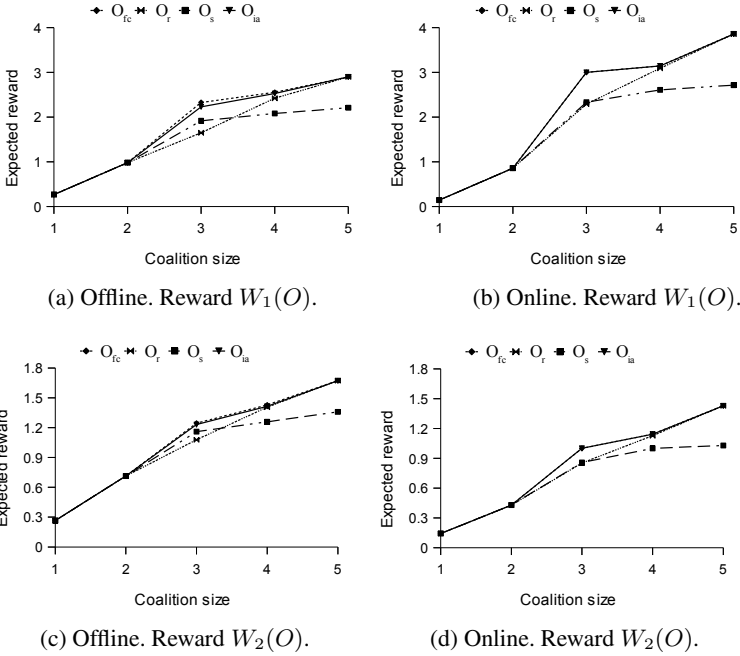 O_fc O_r O_s O_ia
O_fc O_r O_s O_ia
4
3
2
1
0
Expected reward
1 2 3 4 5
Coalition size
4
3
2
1
0
Expected reward
1 2 3 4 5
Coalition size
(a) Offline. Reward W_1(O).
(b) Online. Reward W_1(O).
O_fc O_r O_s O_ia
O_fc O_r O_s O_ia
1.8
1.5
1.2
0.9
0.6
0.3
0
Expected reward
1 2 3 4 5
Coalition size
1.8
1.5
1.2
0.9
0.6
0.3
0
Expected reward
1 2 3 4 5
Coalition size
(c) Offline. Reward W_2(O).
(d) Online. Reward W_2(O).